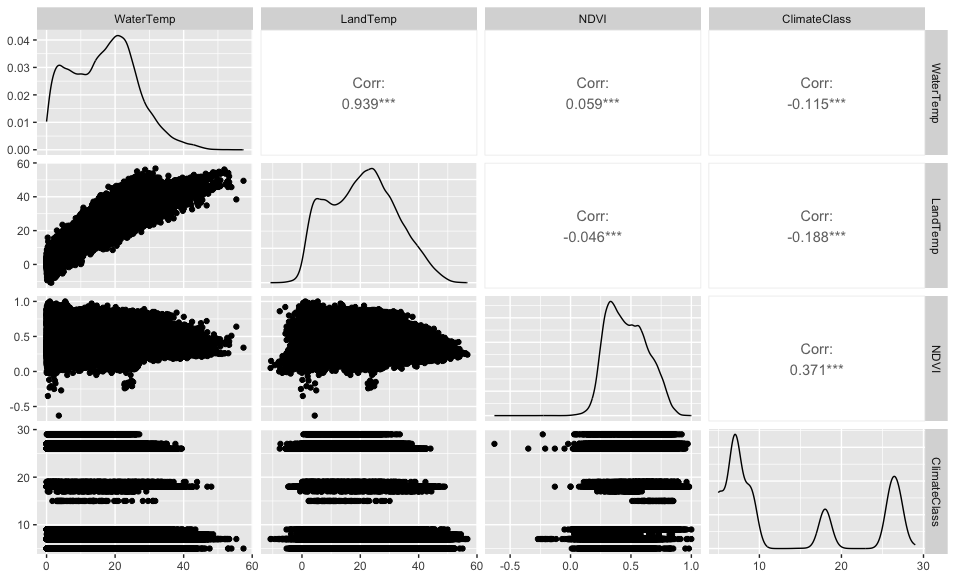 WaterTemp LandTemp NDVI ClimateClass
0.04
0.03
0.02
0.01
0.00
Corr:
0.939***
Corr:
0.059***
Corr:
-0.115***
WaterTemp
60
40
20
0
Corr:
-0.046***
Corr:
-0.188***
LandTemp
1.0
0.5
0.0
-0.5
Corr:
0.371***
NDVI
30
20
10
ClimateClass
0 20 40 60 0 20 40 60 -0.5 0.0 0.5 1.0 10 20 30